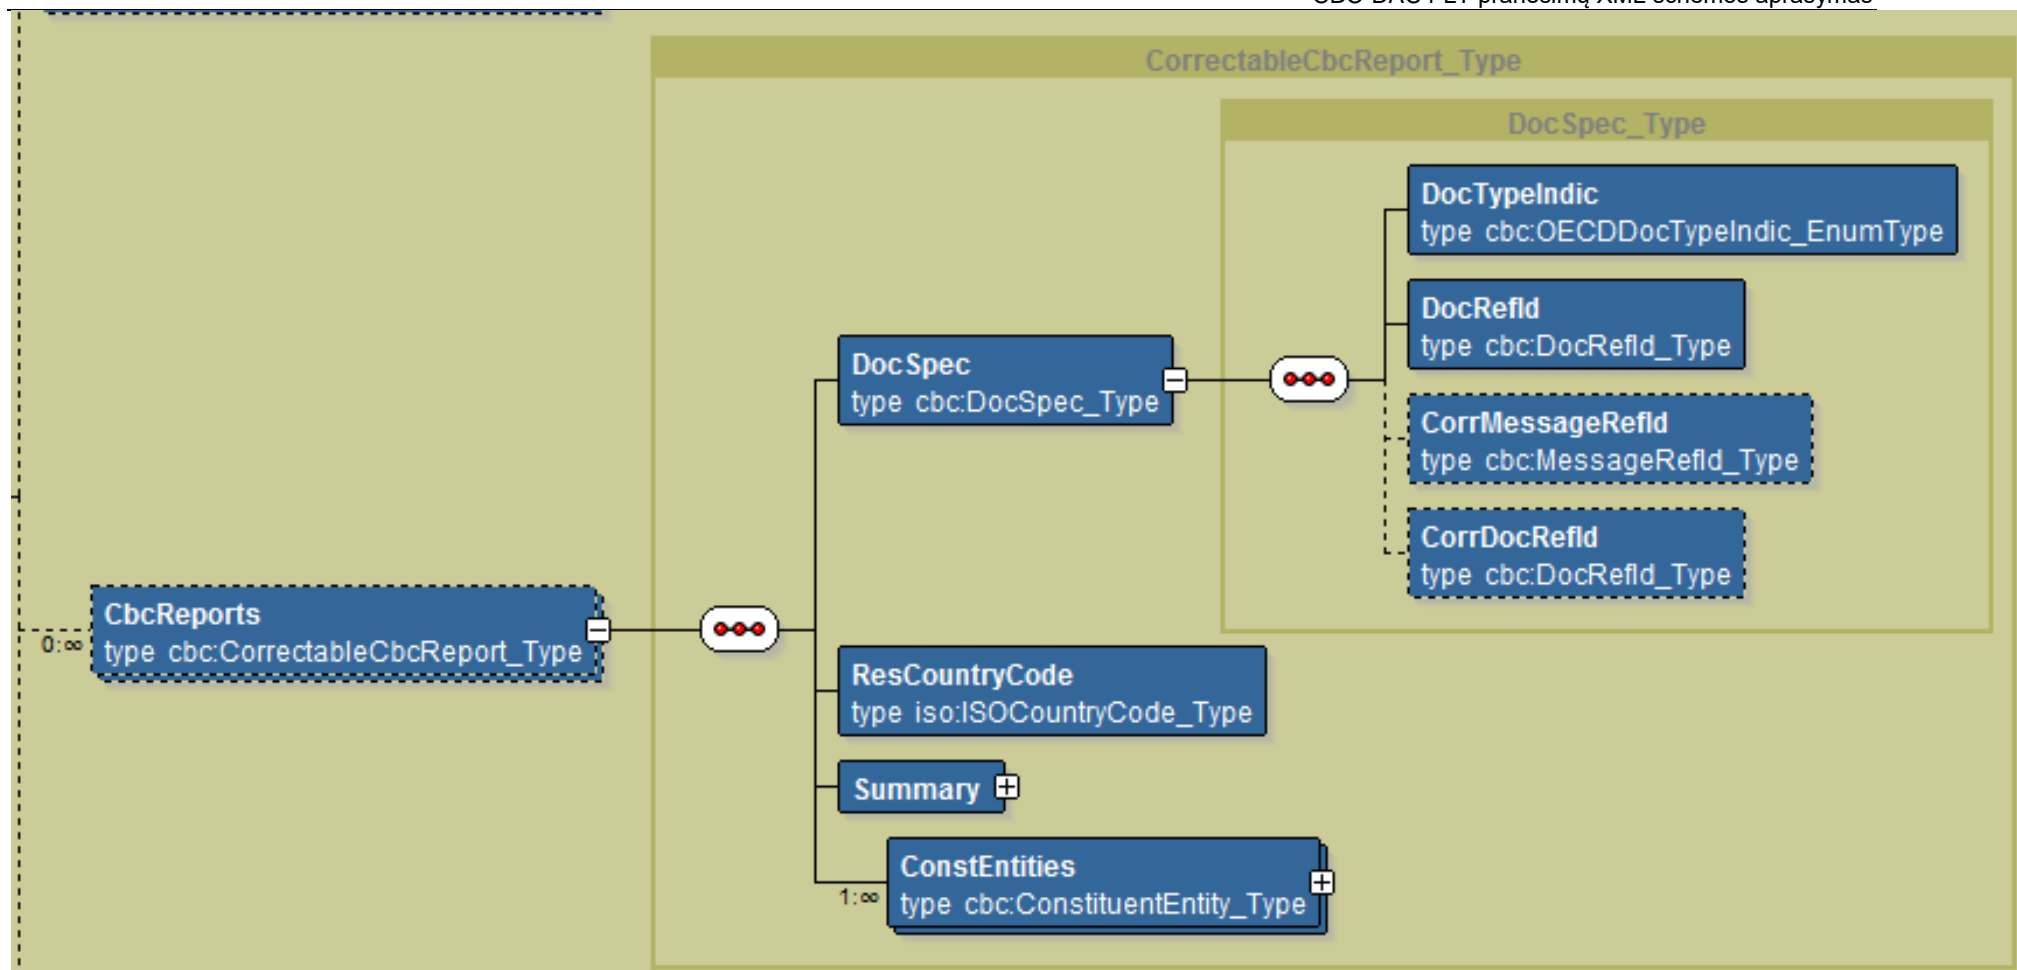 CorrectableCbcReport_Type
DocSpec_Type
DocTypeIndic
type cbc:OECDDocTypeIndic_EnumType
DocRefId
type cbc:DocRefId_Type
DocSpec
type cbc:DocSpec_Type
CorrMessageRefId
type cbc:MessageRefId_Type
CorrDocRefId
type cbc:DocRefId_Type
CbcReports
type cbc:CorrectableCbcReport_Type
0:∞
ResCountryCode
type iso:ISOCountryCode_Type
Summary
ConstEntities
type cbc:ConstituentEntity_Type
1:∞